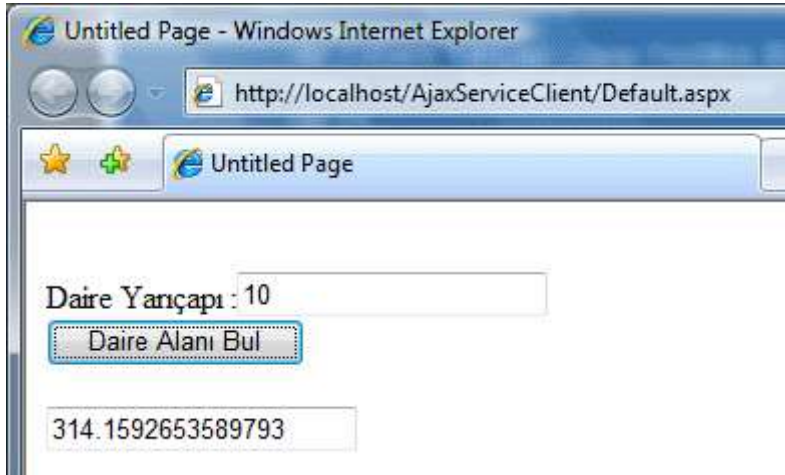 Untitled Page - Windows Internet Explorer
http://localhost/AjaxServiceClient/Default.aspx
Untitled Page
Daire Yarıçapı : 10
Daire Alanı Bul
314.1592653589793